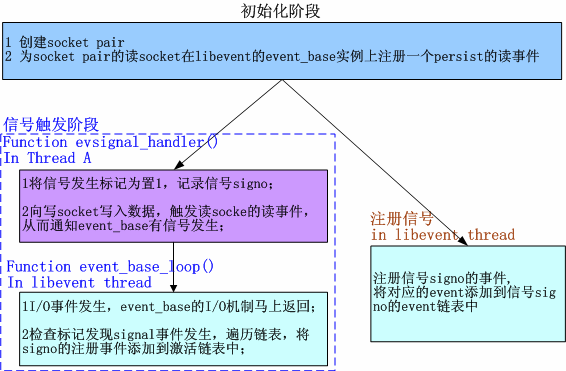 初始化阶段
1 创建socket pair
2 为socket pair的读socket在libevent的event_base实例上注册一个persist的读事件
信号触发阶段
Function evsignal_handler()
In Thread A
1将信号发生标记为置1，记录信号signo；
2向写socket写入数据，触发读socke的读事件，
从而通知event_base有信号发生；
Function event_base_loop()
In libevent thread
1I/O事件发生，event_base的I/O机制马上返回；
2检查标记发现signal事件发生，遍历链表，将
signo的注册事件添加到激活链表中；
注册信号
in libevent thread
注册信号signo的事件，
将对应的event添加到信号sig
no的event链表中